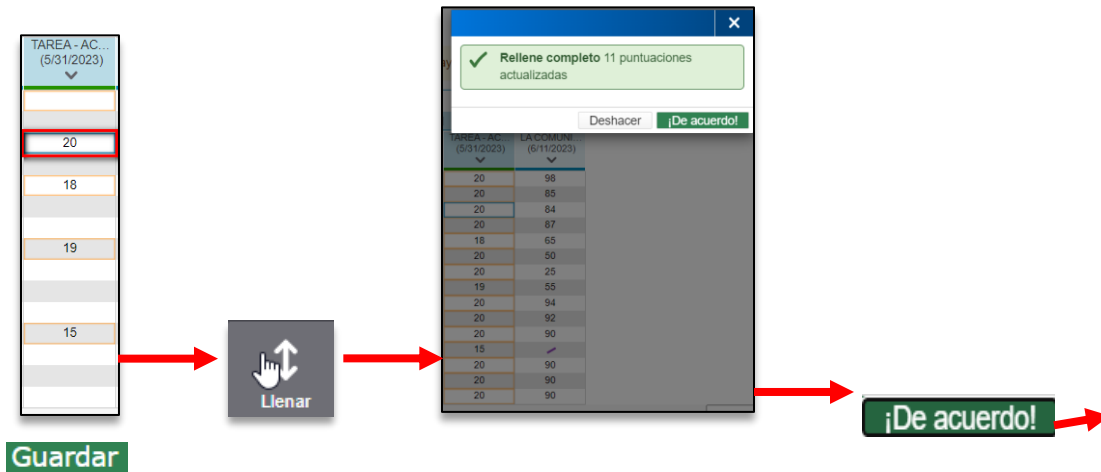 TAREA - AC...
(5/31/2023)
20
18
19
15
Guardar
Llenar
Rellene completo 11 puntuaciones
actualizadas
Deshacer ¡De acuerdo!
TAREA - AC... LA COMUNI...
(5/31/2023) (6/11/2023)
20 98
20 85
20 84
20 87
18 65
20 50
20 25
19 55
20 94
20 92
20 90
15
20 90
20 90
20 90
¡De acuerdo!